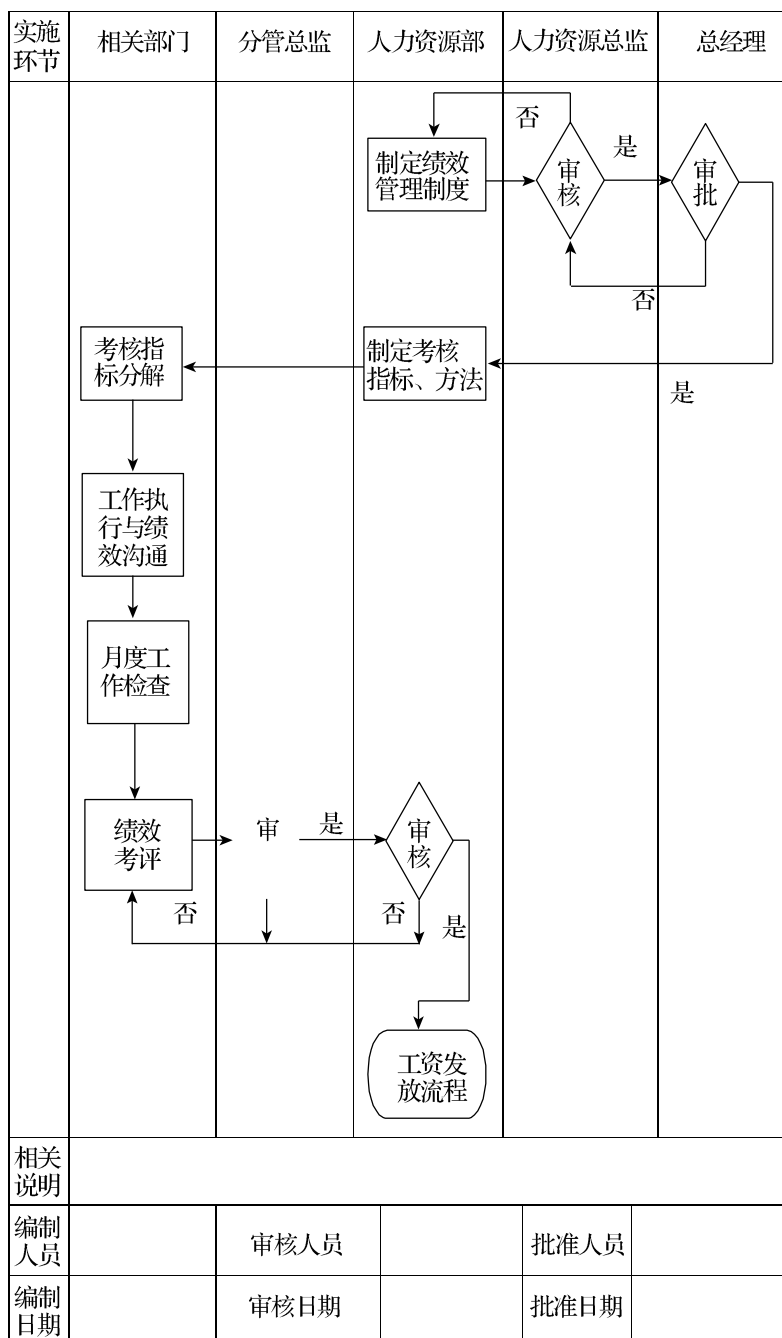 实施
环节
相关部门
分管总监
人力资源部
人力资源总监
总经理
否
制定绩效
管理制度
审
核
是
审
批
否
考核指
标分解
制定考核
指标、方法
是
工作执
行与绩
效沟通
月度工
作检查
绩效
考评
审
是
审
核
否
否
是
工资发
放流程
相关
说明
编制
人员
审核人员
批准人员
编制
日期
审核日期
批准日期